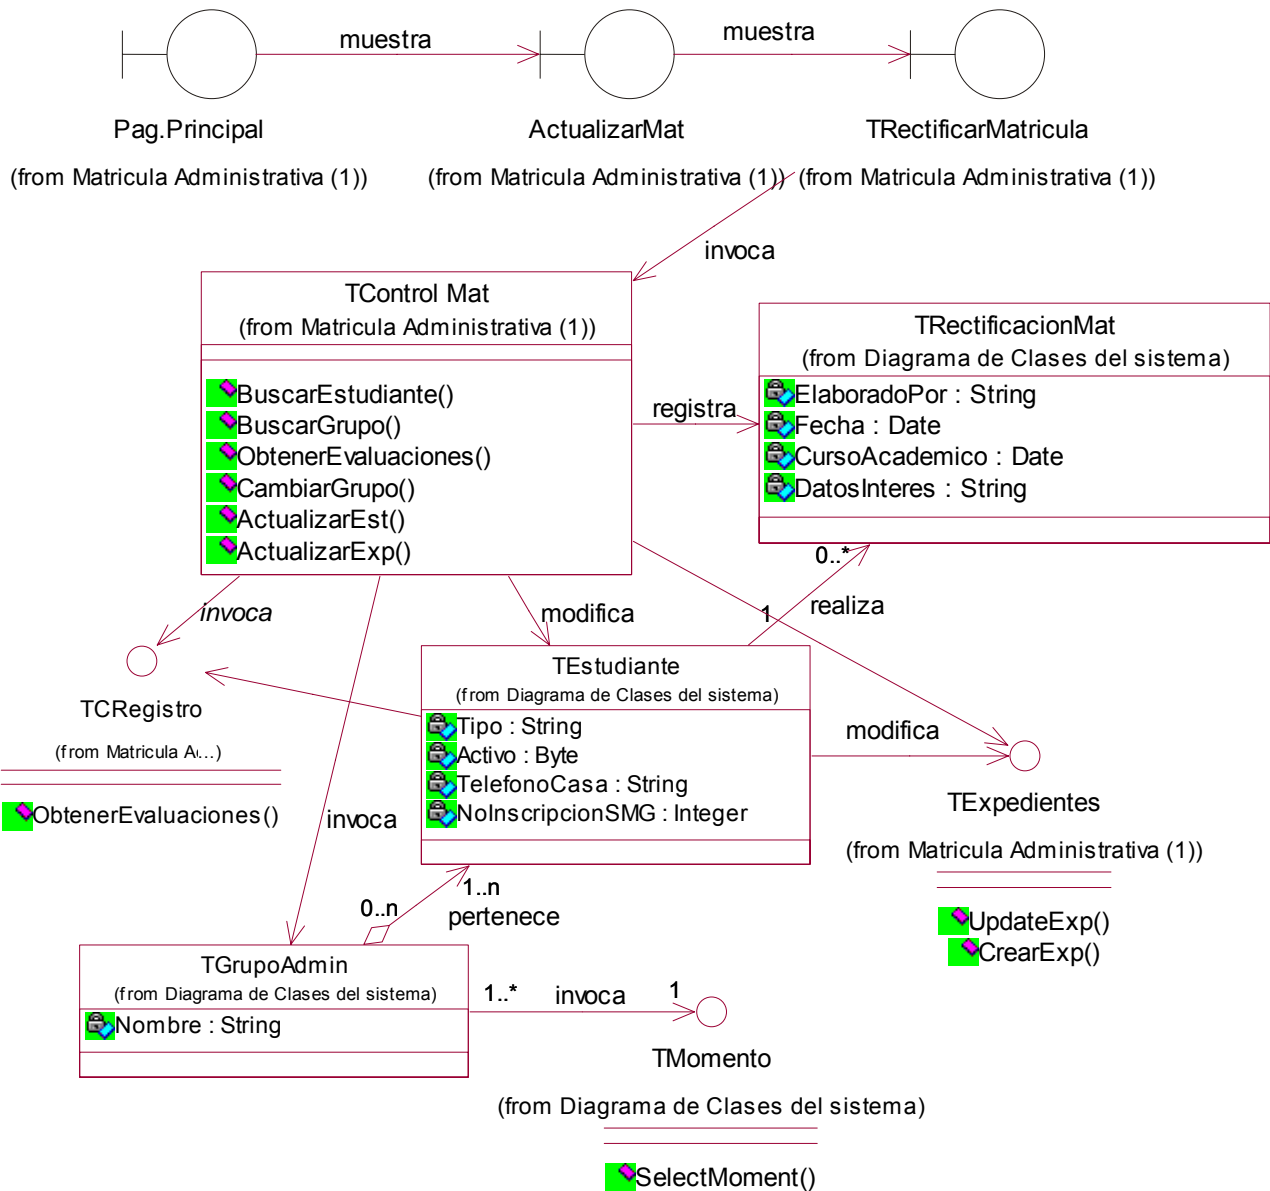 muestra
muestra
Pag.Principal
ActualizarMat
TRectificarMatricula
(from Matricula Administrativa (1))
(from Matricula Administrativa (1))
(from Matricula Administrativa (1))
invoca
TControl Mat
(from Matricula Administrativa (1))
BuscarEstudiante()
BuscarGrupo()
ObtenerEvaluaciones()
CambiarGrupo()
ActualizarEst()
ActualizarExp()
registra
TRectificacionMat
(from Diagrama de Clases del sistema)
ElaboradoPor : String
Fecha : Date
CursoAcademico : Date
DatosInteres : String
0..*
1
realiza
invoca
modifica
TEstudiante
(from Diagrama de Clases del sistema)
Tipo : String
Activo : Byte
TelefonoCasa : String
NoInscripcionSMG : Integer
TCRegistro
(from Matricula A...)
ObtenerEvaluaciones()
modifica
TExpedientes
(from Matricula Administrativa (1))
UpdateExp()
CrearExp()
invoca
1..n
0..n
pertenece
TGrupoAdmin
(from Diagrama de Clases del sistema)
Nombre : String
1..*
invoca
1
TMomento
(from Diagrama de Clases del sistema)
SelectMoment()